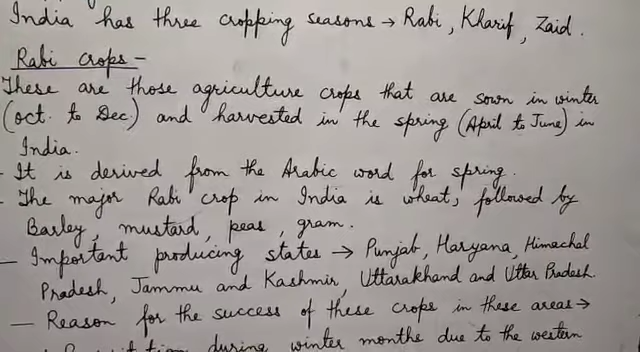 India has three cropping seasons → Rabi, Kharif, Zaid.
Rabi crops -
These are those agriculture crops that are sown in winter
(oct. to Dec.) and harvested in the spring (April to June) in
India.
- It is derived from the Arabic word for spring.
- The major Rabi crop in India is wheat, followed by
Barley, mustard, peas, gram.
- Important producing states → Punjab, Haryana, Himachal
Pradesh, Jammu and Kashmir, Uttarakhand and Uttar Pradesh.
- Reason for the success of these crops in these areas →
during winter months due to the western